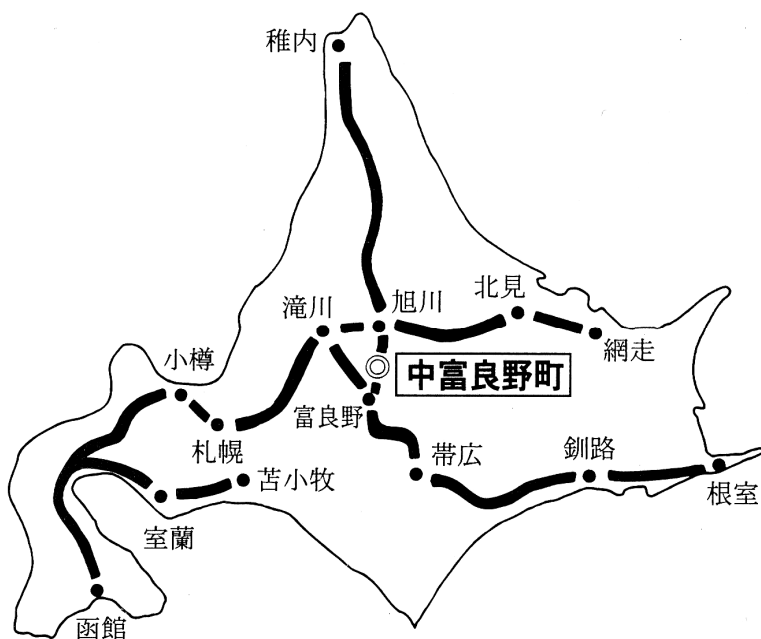 稚内
旭川
北見
滝川
網走
小樽
中富良野町
富良野
札幌
帯広
釧路
苫小牧
根室
室蘭
函館